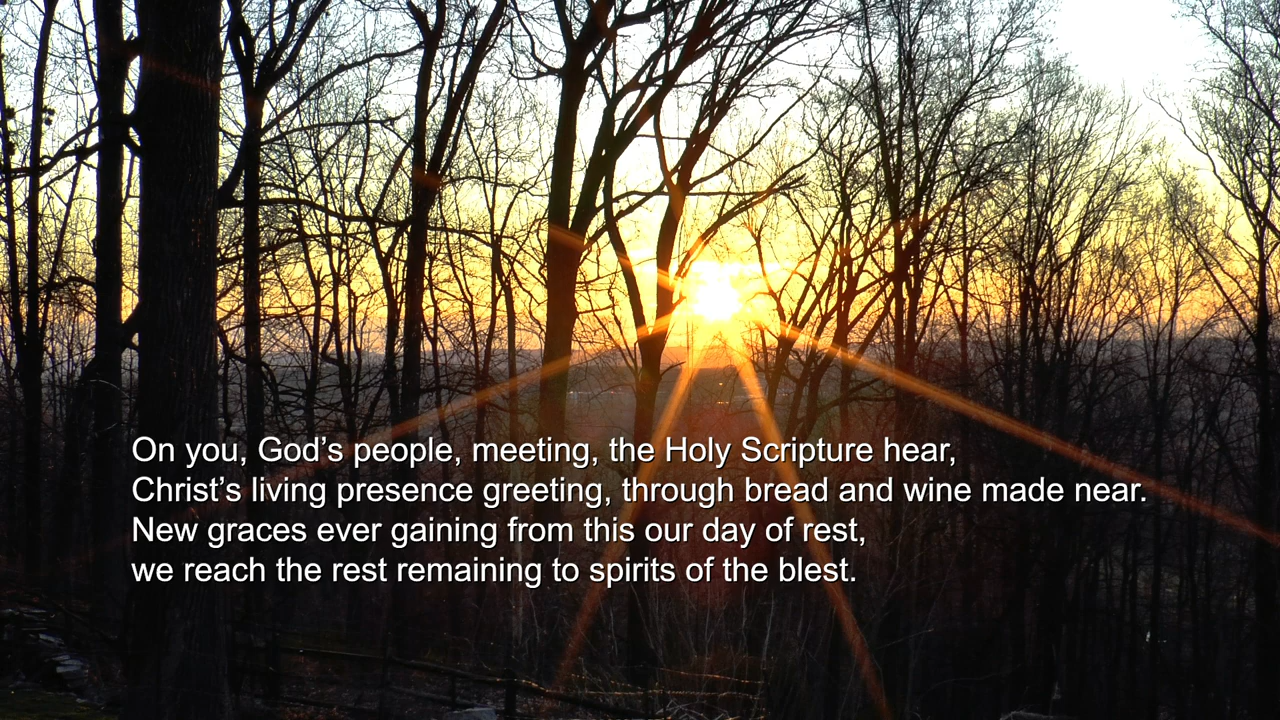 On you, God’s people, meeting, the Holy Scripture hear,
Christ’s living presence greeting, through bread and wine made near.
New graces ever gaining from this our day of rest,
we reach the rest remaining to spirits of the blest.